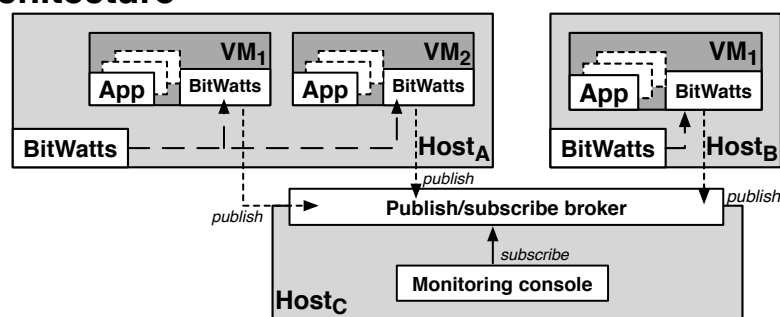 VM1
VM2
VM1
App
BitWatts
App
BitWatts
App
BitWatts
BitWatts
HostA
BitWatts
HostB
publish
publish
publish
Publish/subscribe broker
subscribe
Monitoring console
HostC